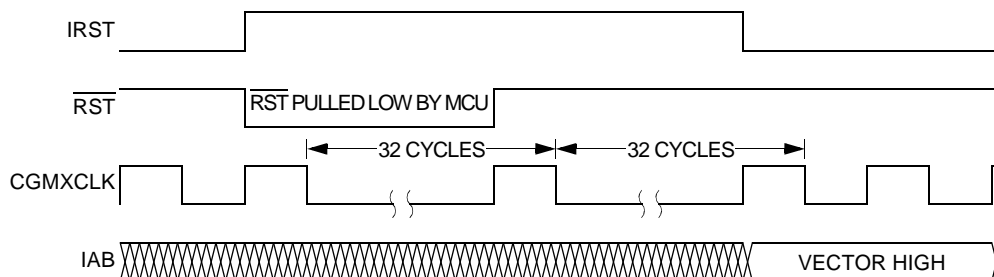 IRST
RST
RST PULLED LOW BY MCU
32 CYCLES
32 CYCLES
CGMXCLK
IAB
VECTOR HIGH